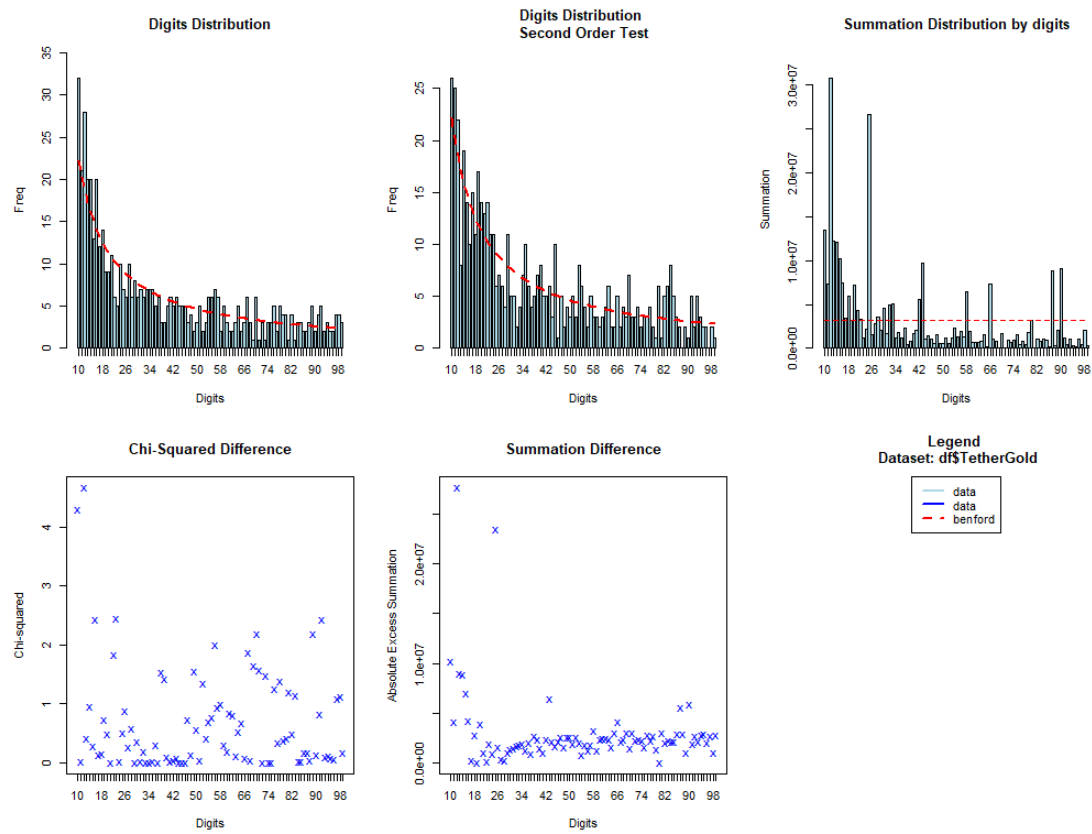 Digits Distribution
35
30
25
20
15
10
5
0
Freq
10 18 26 34 42 50 58 66 74 82 90 98
Digits
Digits Distribution
Second Order Test
25
20
15
10
5
0
Freq
10 18 26 34 42 50 58 66 74 82 90 98
Digits
Summation Distribution by digits
3.0e+07
2.0e+07
1.0e+07
0.0e+00
Summation
10 18 26 34 42 50 58 66 74 82 90 98
Digits
Chi-Squared Difference
4
3
2
1
0
Chi-squared
10 18 26 34 42 50 58 66 74 82 90 98
Digits
Summation Difference
2.0e+07
1.0e+07
0.0e+00
Absolute Excess Summation
10 18 26 34 42 50 58 66 74 82 90 98
Digits
Legend
Dataset: df$TetherGold
data
data
benford